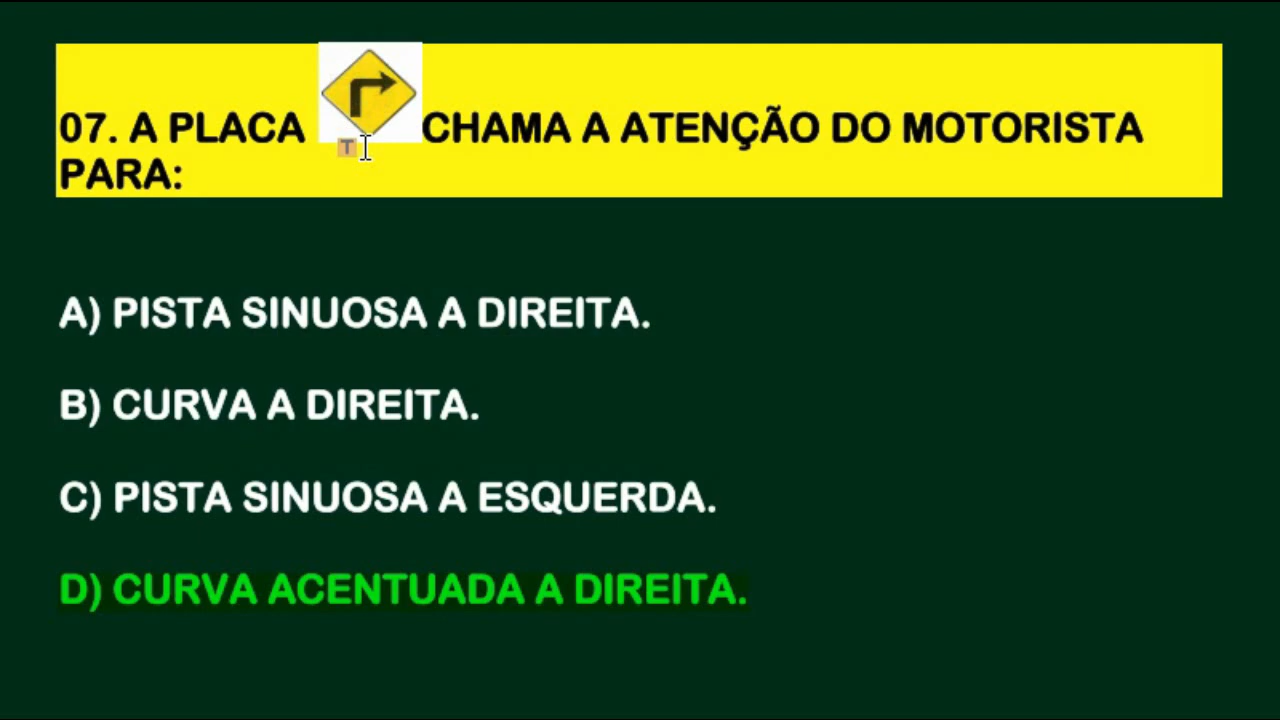 07. A PLACA CHAMA A ATENÇÃO DO MOTORISTA
PARA:
T
A) PISTA SINUOSA A DIREITA.
B) CURVA A DIREITA.
C) PISTA SINUOSA A ESQUERDA.
D) CURVA ACENTUADA A DIREITA.